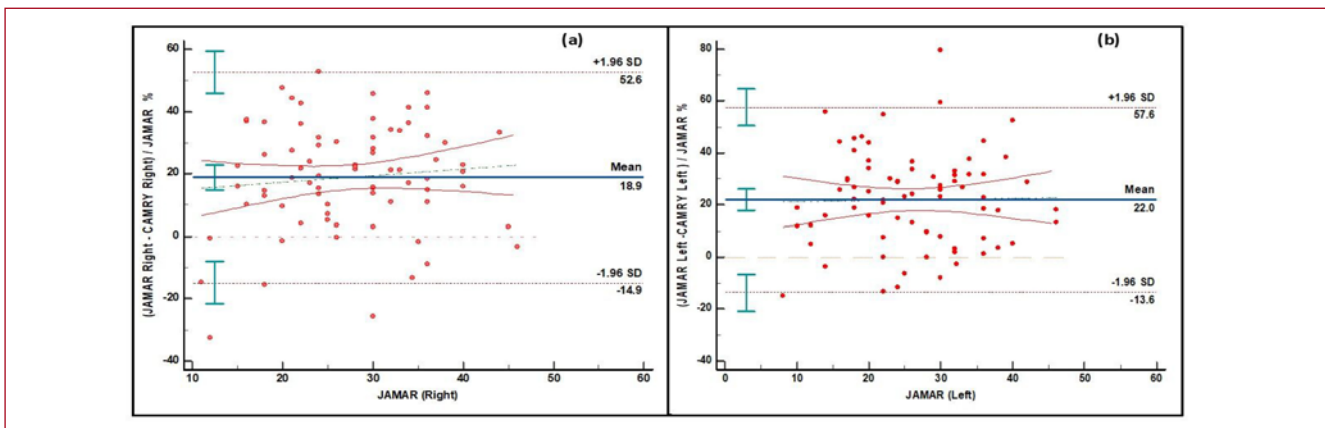 (a)
(JAMAR Right - CAMRY Right) / JAMAR %
60
40
20
0
-20
-40
+1.96 SD
52.6
Mean
18.9
-1.96 SD
-14.9
10
20
30
40
50
60
JAMAR (Right)
(b)
(JAMAR Left -CAMRY Left) / JAMAR %
80
60
40
20
0
-20
-40
+1.96 SD
57.6
Mean
22.0
-1.96 SD
-13.6
0
10
20
30
40
50
60
JAMAR (Left)